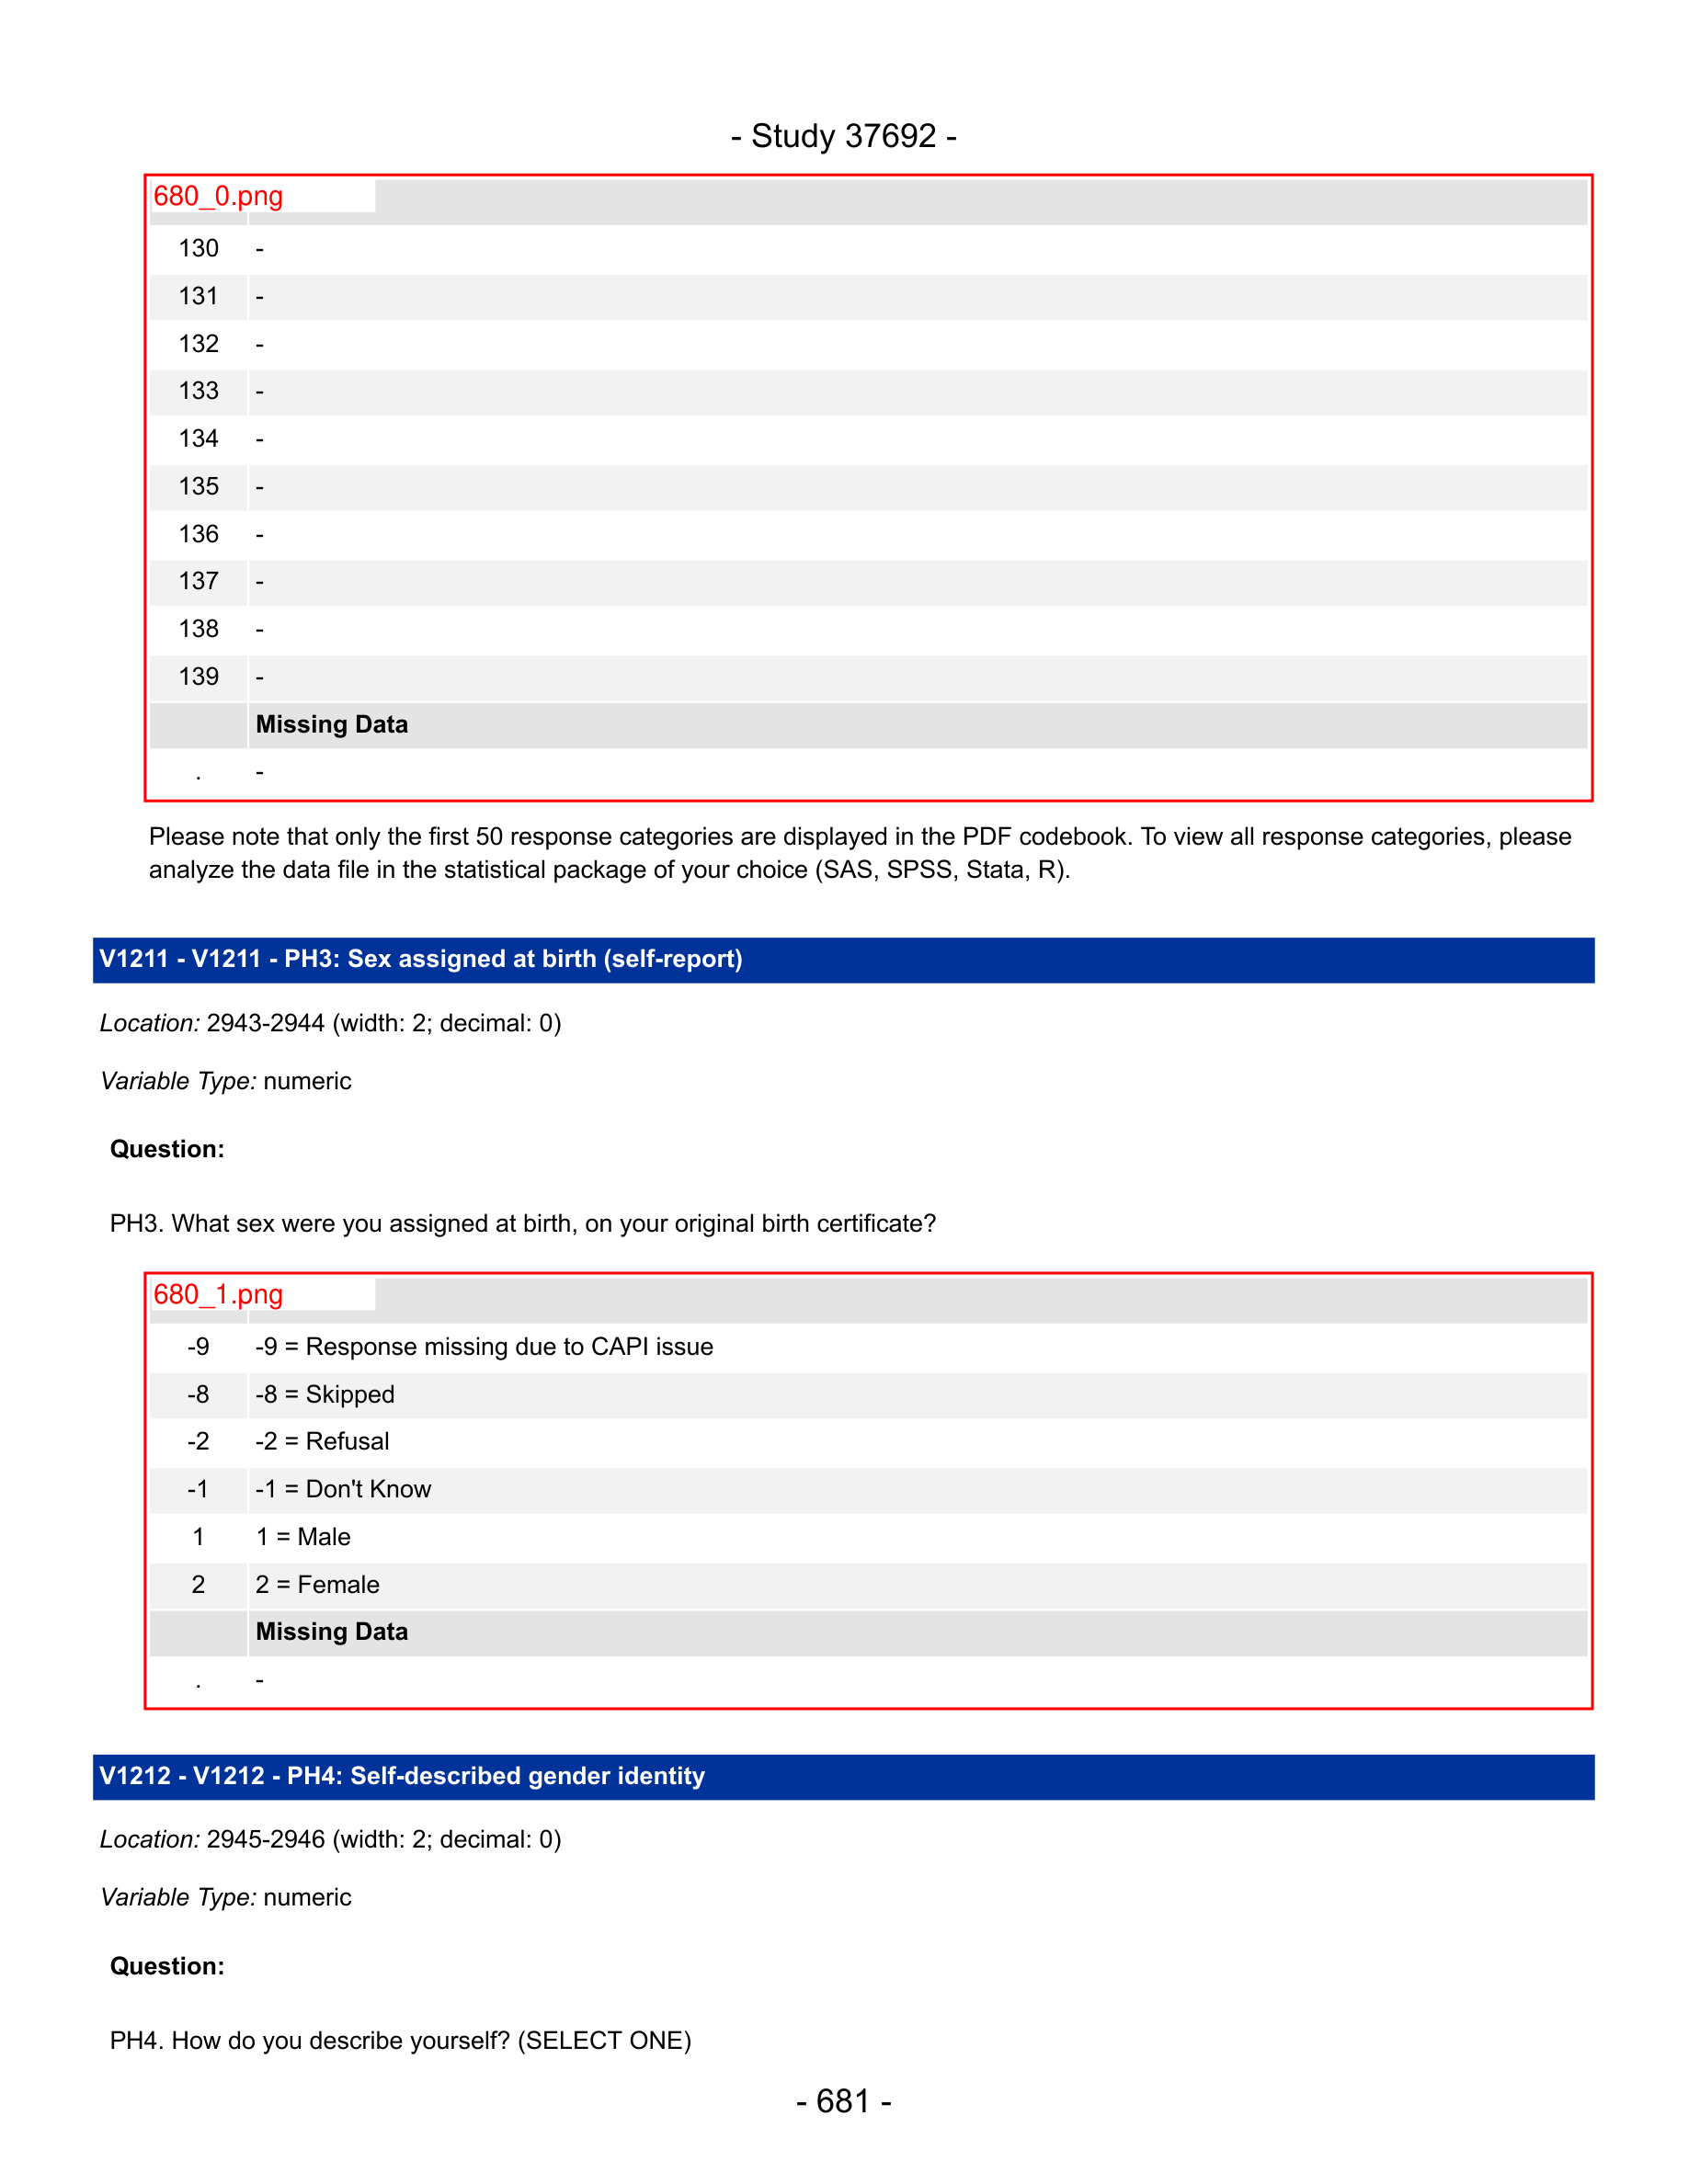 - Study 37692 -
680_0.png
130 -
131 -
132 -
133 -
134 -
135 -
136 -
137 -
138 -
139 -
Missing Data
. -
Please note that only the first 50 response categories are displayed in the PDF codebook. To view all response categories, please
analyze the data file in the statistical package of your choice (SAS, SPSS, Stata, R).
V1211 - V1211 - PH3: Sex assigned at birth (self-report)
Location: 2943-2944 (width: 2; decimal: 0)
Variable Type: numeric
Question:
PH3. What sex were you assigned at birth, on your original birth certificate?
680_1.png
-9 -9 = Response missing due to CAPI issue
-8 -8 = Skipped
-2 -2 = Refusal
-1 -1 = Don't Know
1 1 = Male
2 2 = Female
Missing Data
. -
V1212 - V1212 - PH4: Self-described gender identity
Location: 2945-2946 (width: 2; decimal: 0)
Variable Type: numeric
Question:
PH4. How do you describe yourself? (SELECT ONE)
- 681 -